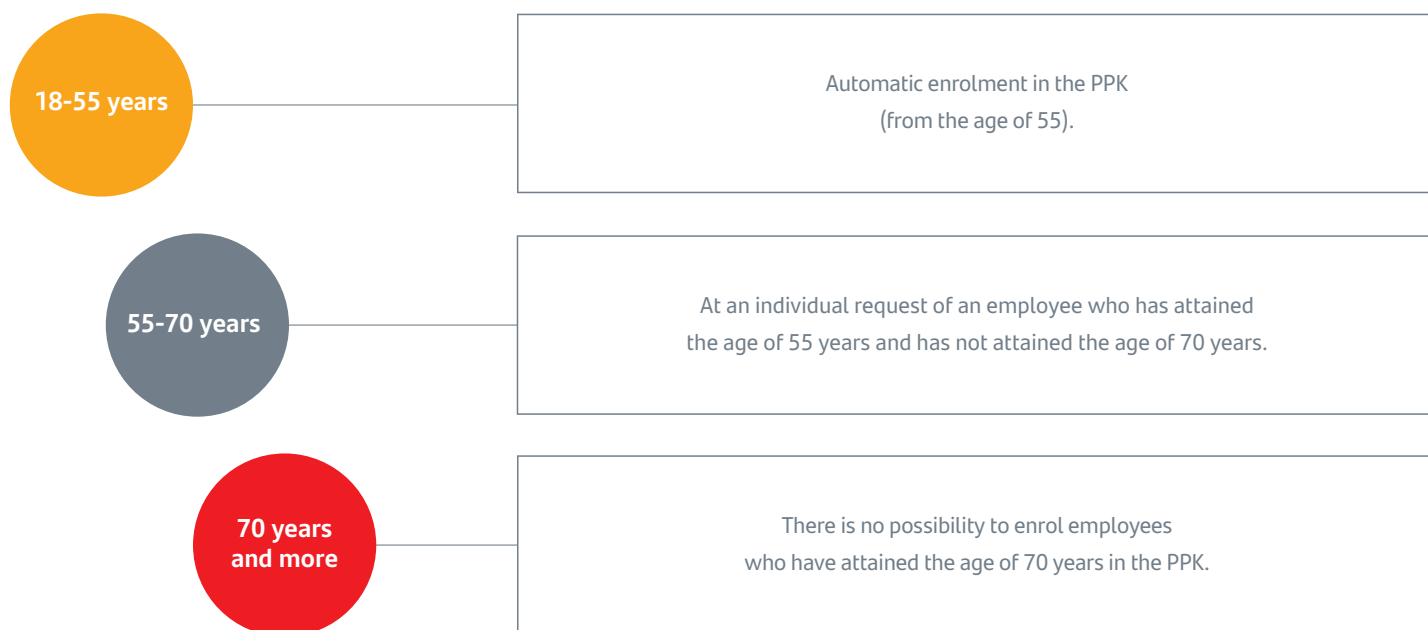 18-55 years
Automatic enrolment in the PPK
(from the age of 55).
55-70 years
At an individual request of an employee who has attained
the age of 55 years and has not attained the age of 70 years.
70 years
and more
There is no possibility to enrol employees
who have attained the age of 70 years in the PPK.